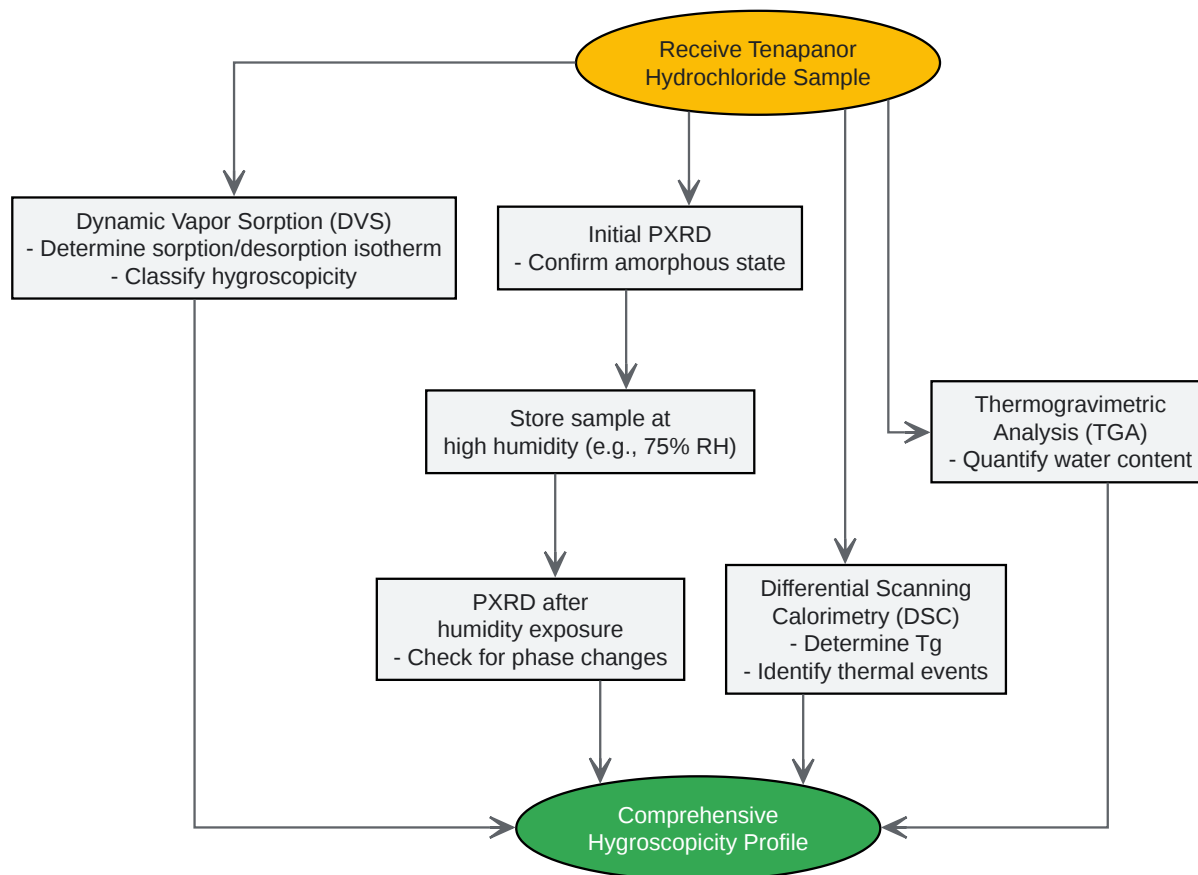 Receive Tenapanor
Hydrochloride Sample
Dynamic Vapor Sorption (DVS)
- Determine sorption/desorption isotherm
- Classify hygroscopicity
Initial PXRD
- Confirm amorphous state
Store sample at
high humidity (e.g., 75% RH)
Thermogravimetric
Analysis (TGA)
- Quantify water content
PXRD after
humidity exposure
- Check for phase changes
Differential Scanning
Calorimetry (DSC)
- Determine Tg
- Identify thermal events
Comprehensive
Hygroscopicity Profile